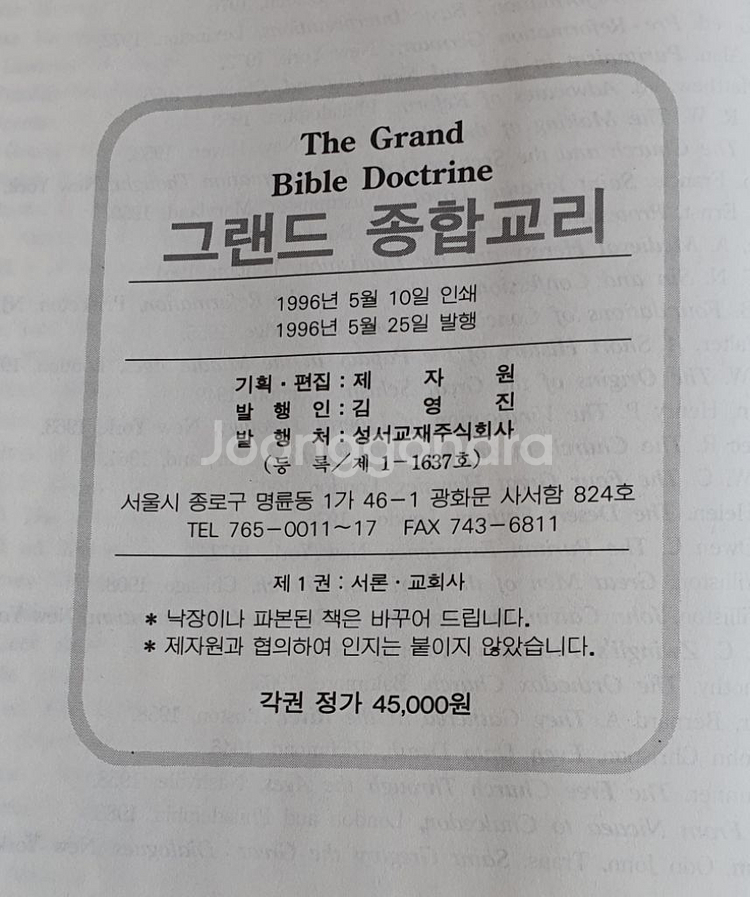 The Grand
Bible Doctrine
그랜드 종합교리
1996년 5월 10일 인쇄
1996년 5월 25일 발행
기획·편집 : 제 자 원
발 행 인 : 김 영 진
발 행 처 : 성서교재주식회사
(등 록/제 1-1637호)
Joonggonara
서울시 종로구 명륜동 1가 46-1 광화문 사서함 824호
TEL 765-0011~17 FAX 743-6811
제 1 권 : 서론·교회사
* 낙장이나 파본된 책은 바꾸어 드립니다.
* 제자원과 협의하여 인지는 붙이지 않았습니다.
각권 정가 45,000원